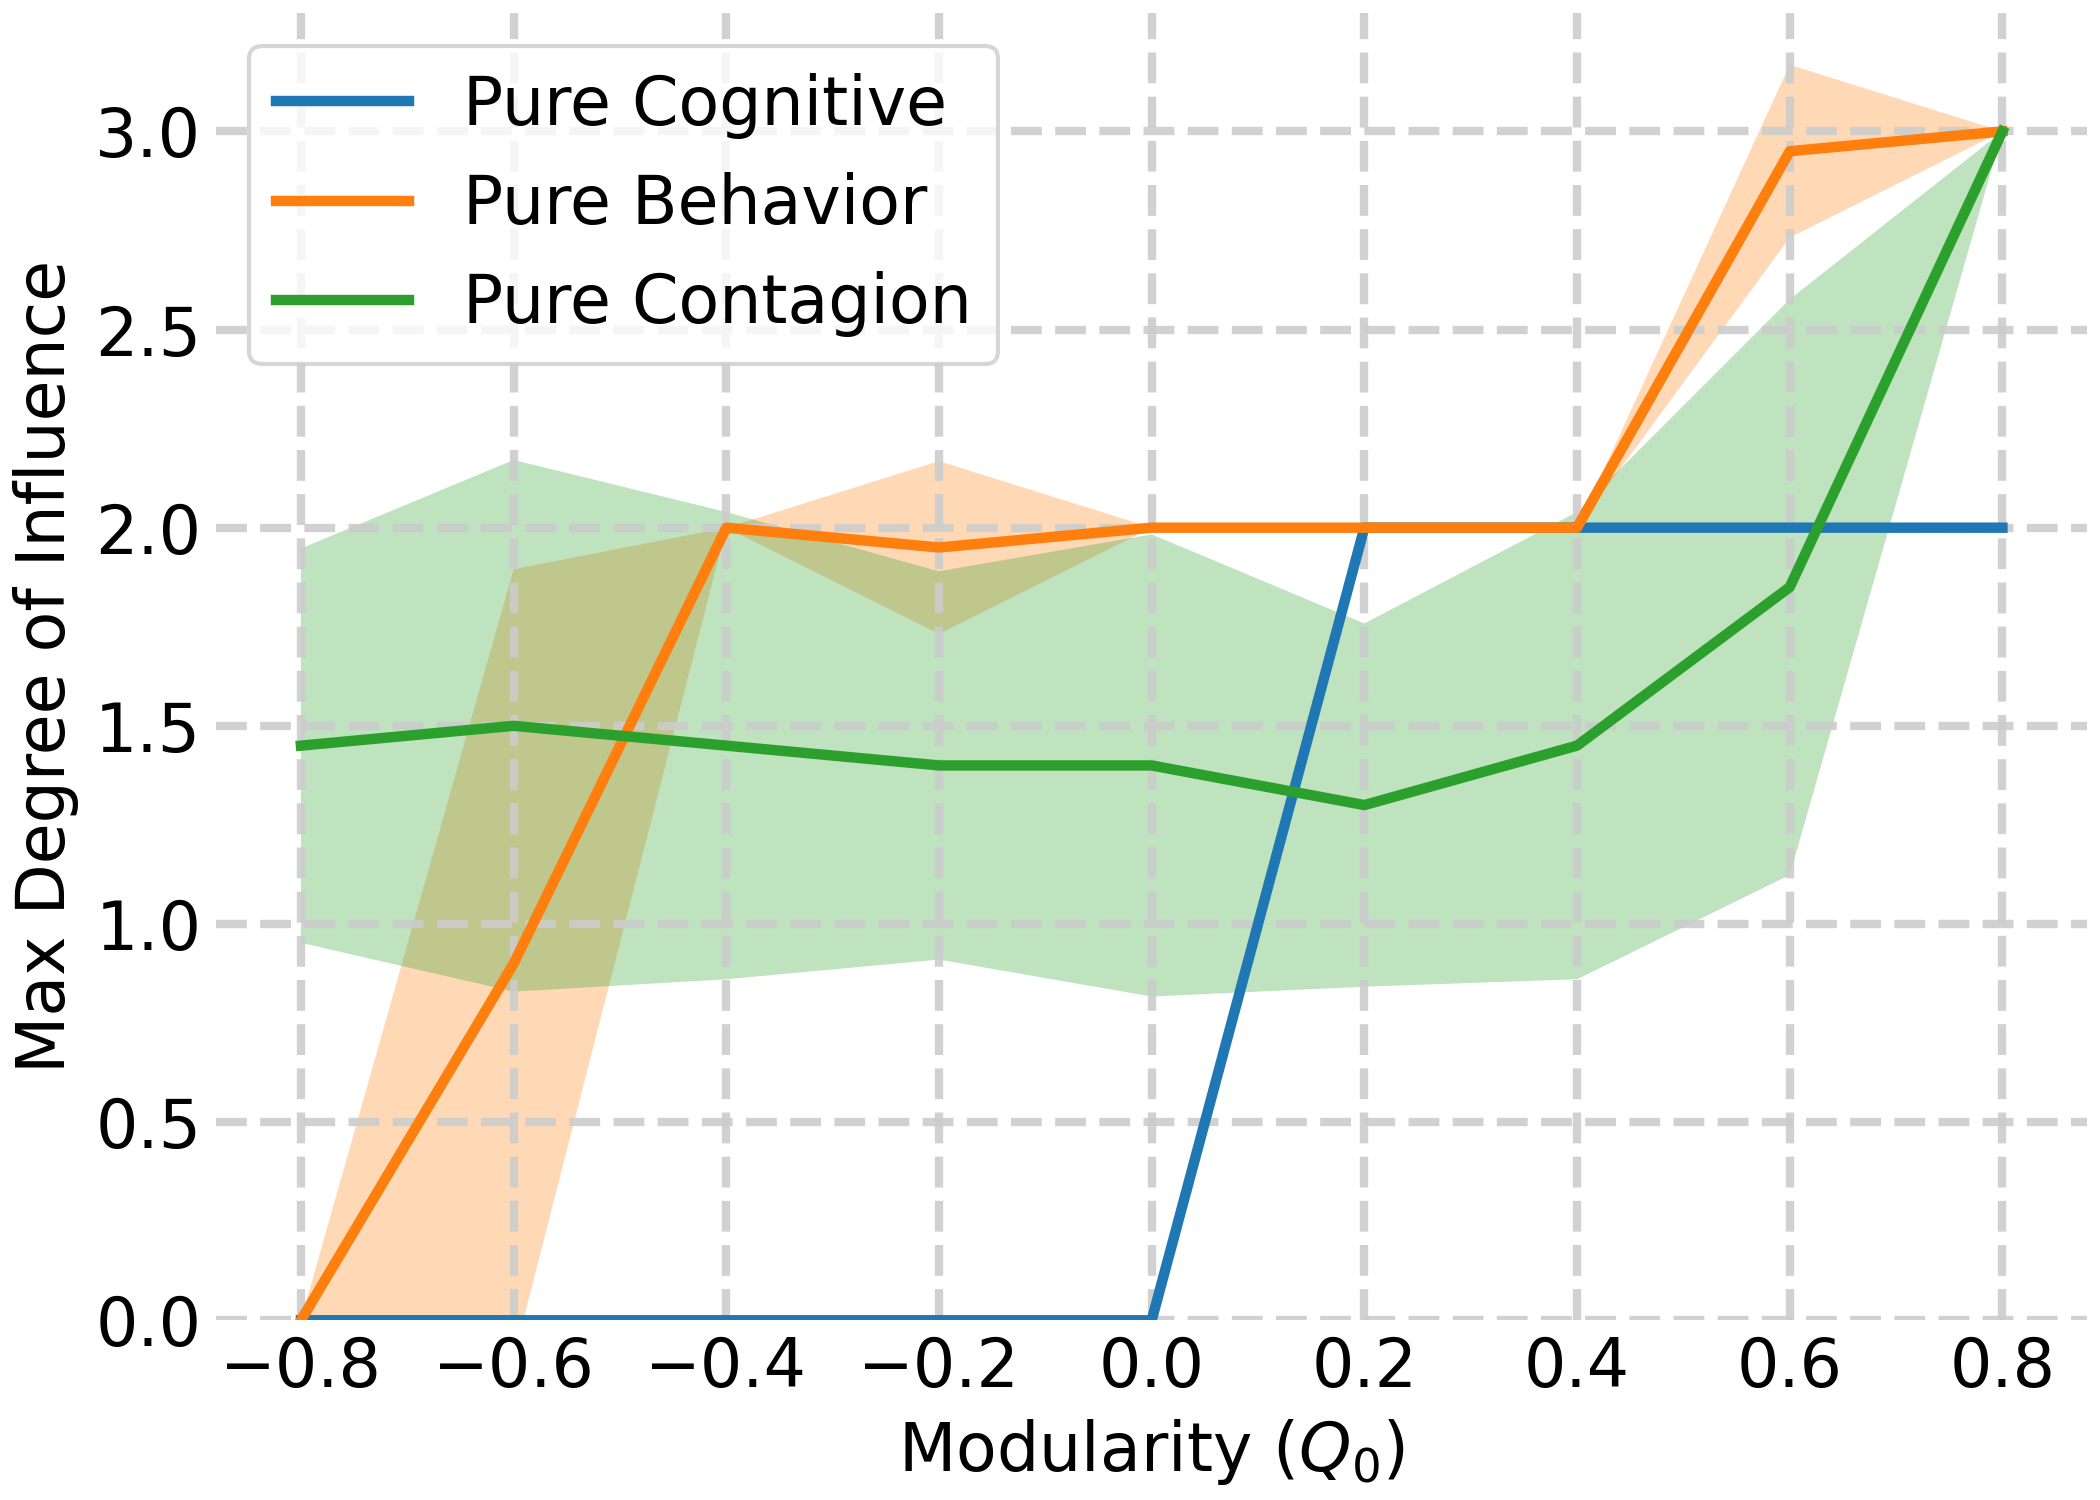 Pure Cognitive
Pure Behavior
Pure Contagion
Max Degree of Influence
3.0
2.5
2.0
1.5
1.0
0.5
0.0
−0.8 −0.6 −0.4 −0.2 0.0 0.2 0.4 0.6 0.8
Modularity (Q₀)